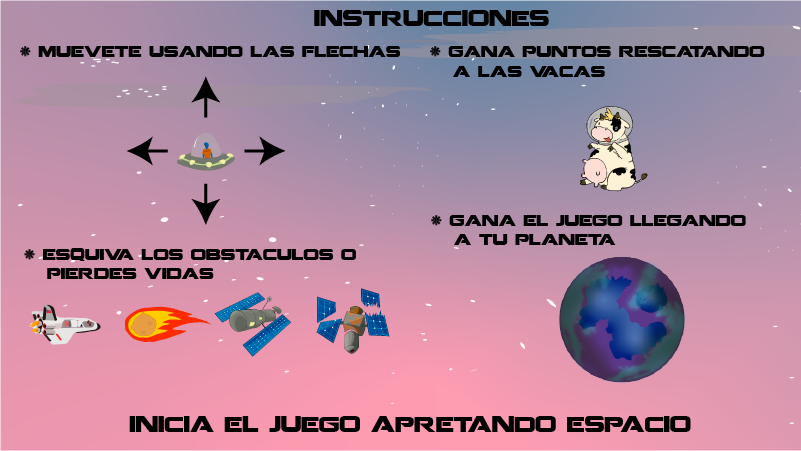 INSTRUCCIONES
* MUEVETE USANDO LAS FLECHAS
* GANA PUNTOS RESCATANDO
A LAS VACAS
* ESQUIVA LOS OBSTACULOS O
PIERDES VIDAS
* GANA EL JUEGO LLEGANDO
A TU PLANETA
INICIA EL JUEGO APRETANDO ESPACIO